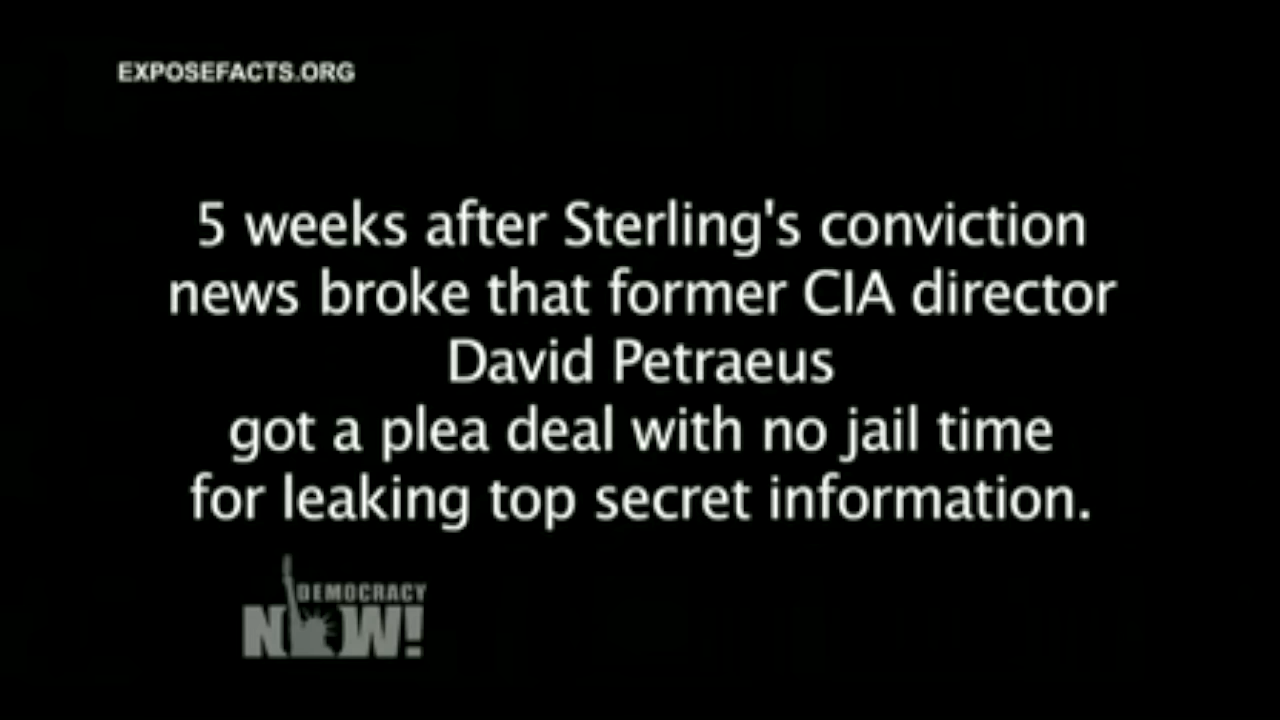 EXPOSEFACTS.ORG
5 weeks after Sterling's conviction
news broke that former CIA director
David Petraeus
got a plea deal with no jail time
for leaking top secret information.
DEMOCRACY
NOW!